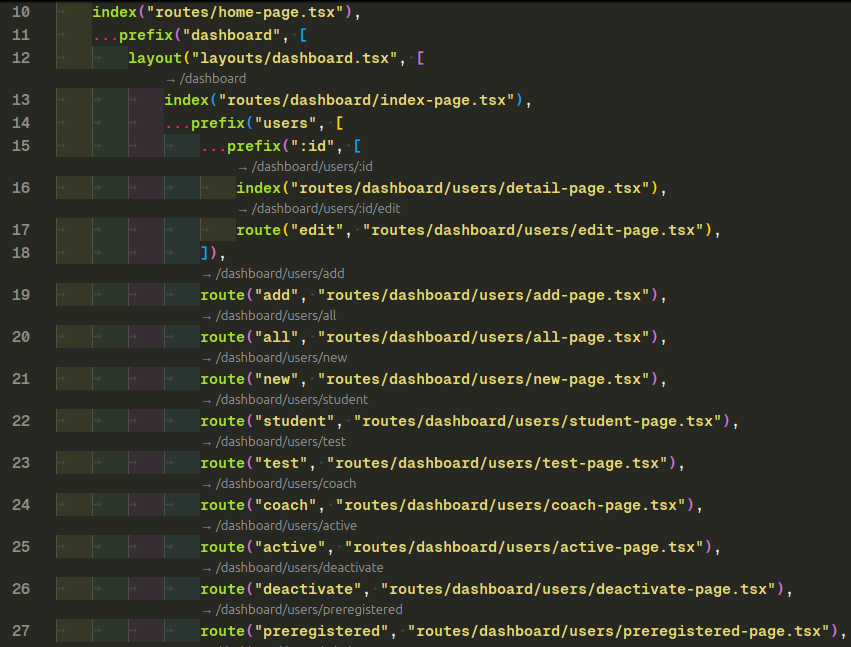 10 index("routes/home-page.tsx"),
11 ...prefix("dashboard", [
12 layout("layouts/dashboard.tsx", [
→ /dashboard
13 index("routes/dashboard/index-page.tsx"),
14 ...prefix("users", [
15 ...prefix(":id", [
→ /dashboard/users/:id
16 index("routes/dashboard/users/detail-page.tsx"),
→ /dashboard/users/:id/edit
17 route("edit", "routes/dashboard/users/edit-page.tsx"),
18 ]),
→ /dashboard/users/add
19 route("add", "routes/dashboard/users/add-page.tsx"),
→ /dashboard/users/all
20 route("all", "routes/dashboard/users/all-page.tsx"),
→ /dashboard/users/new
21 route("new", "routes/dashboard/users/new-page.tsx"),
→ /dashboard/users/student
22 route("student", "routes/dashboard/users/student-page.tsx"),
→ /dashboard/users/test
23 route("test", "routes/dashboard/users/test-page.tsx"),
→ /dashboard/users/coach
24 route("coach", "routes/dashboard/users/coach-page.tsx"),
→ /dashboard/users/active
25 route("active", "routes/dashboard/users/active-page.tsx"),
→ /dashboard/users/deactivate
26 route("deactivate", "routes/dashboard/users/deactivate-page.tsx"),
→ /dashboard/users/preregistered
27 route("preregistered", "routes/dashboard/users/preregistered-page.tsx"),